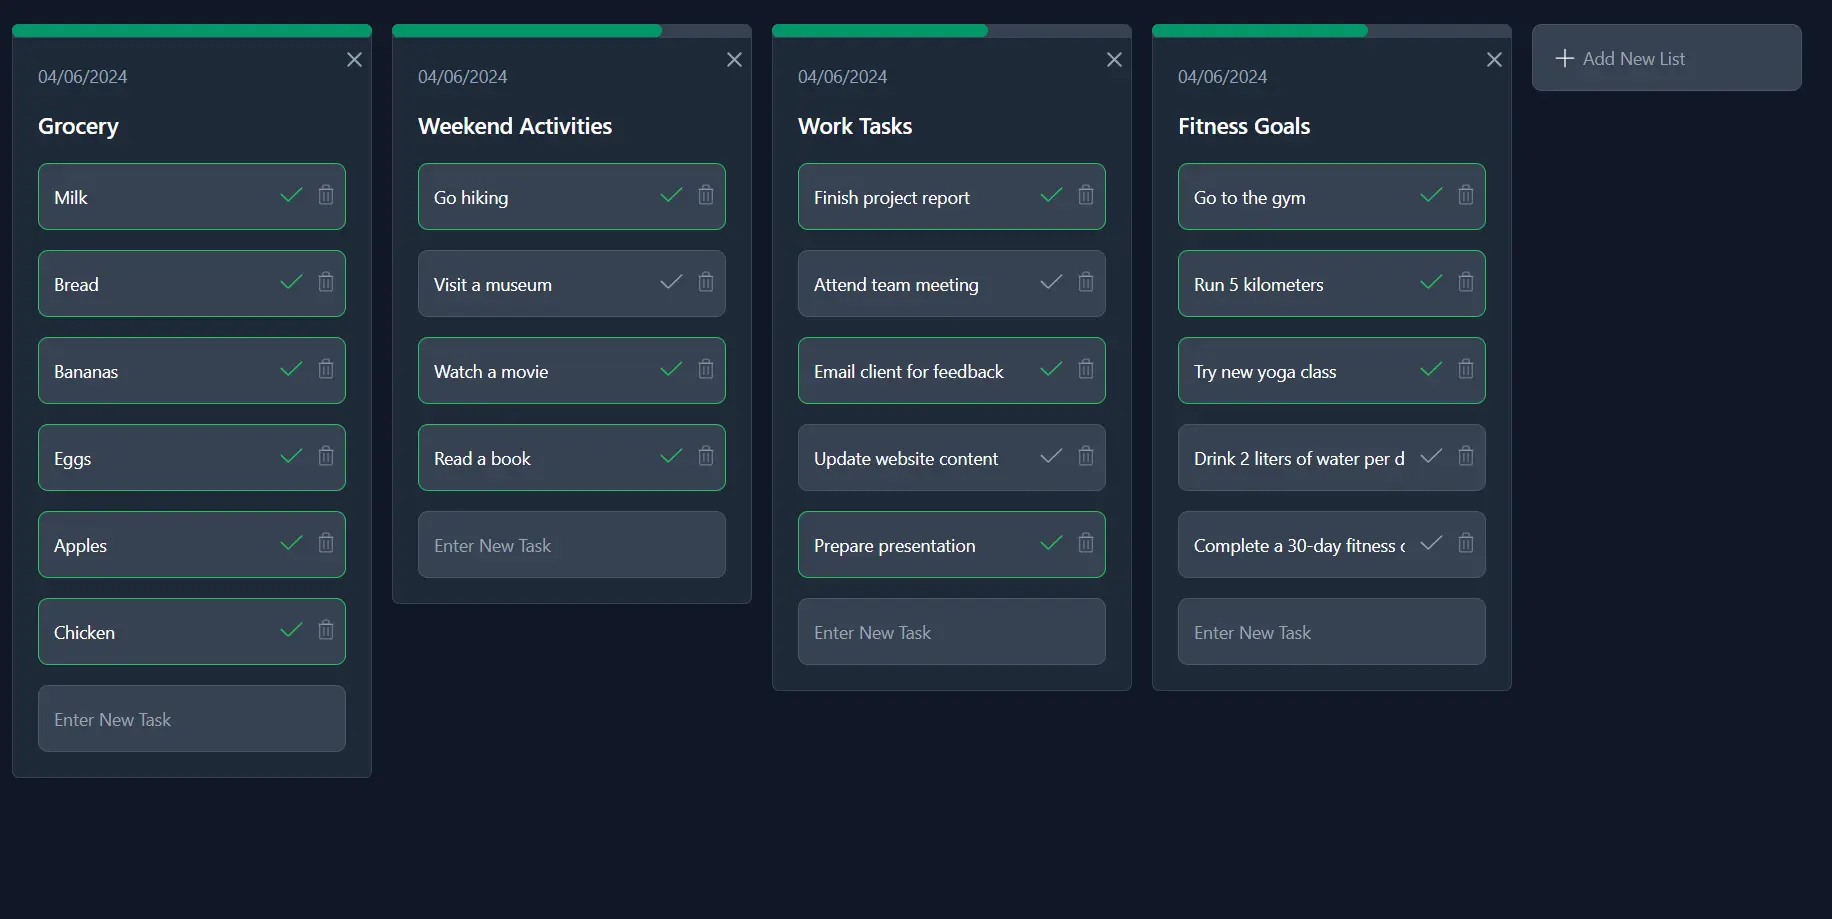 04/06/2024
Grocery
Milk
Bread
Bananas
Eggs
Apples
Chicken
Enter New Task
04/06/2024
Weekend Activities
Go hiking
Visit a museum
Watch a movie
Read a book
Enter New Task
04/06/2024
Work Tasks
Finish project report
Attend team meeting
Email client for feedback
Update website content
Prepare presentation
Enter New Task
04/06/2024
Fitness Goals
Go to the gym
Run 5 kilometers
Try new yoga class
Drink 2 liters of water per d
Complete a 30-day fitness
Enter New Task
Add New List